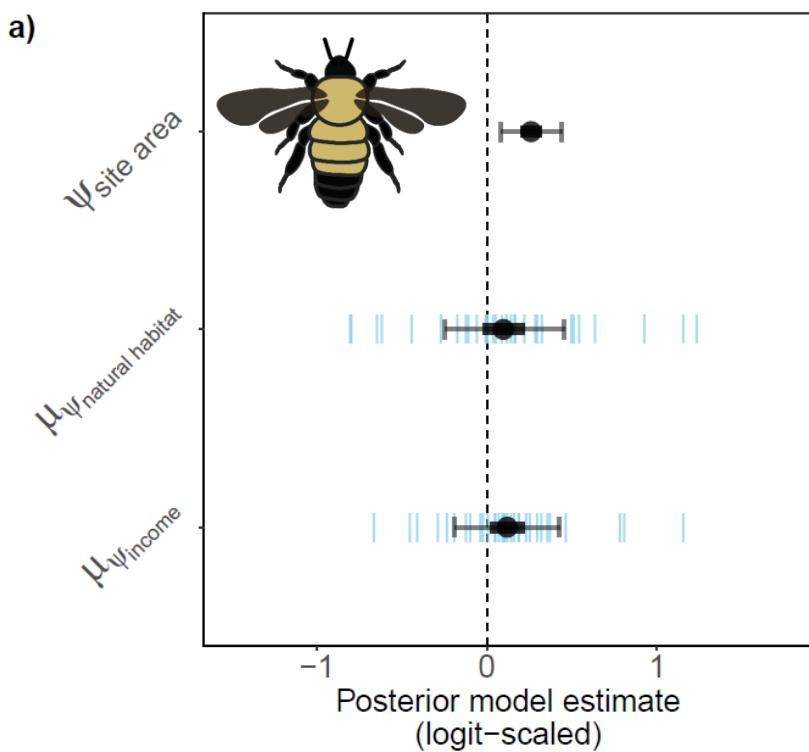 a)
ψsite area
μψnatural habitat
μψincome
−1 0 1
Posterior model estimate
(logit−scaled)